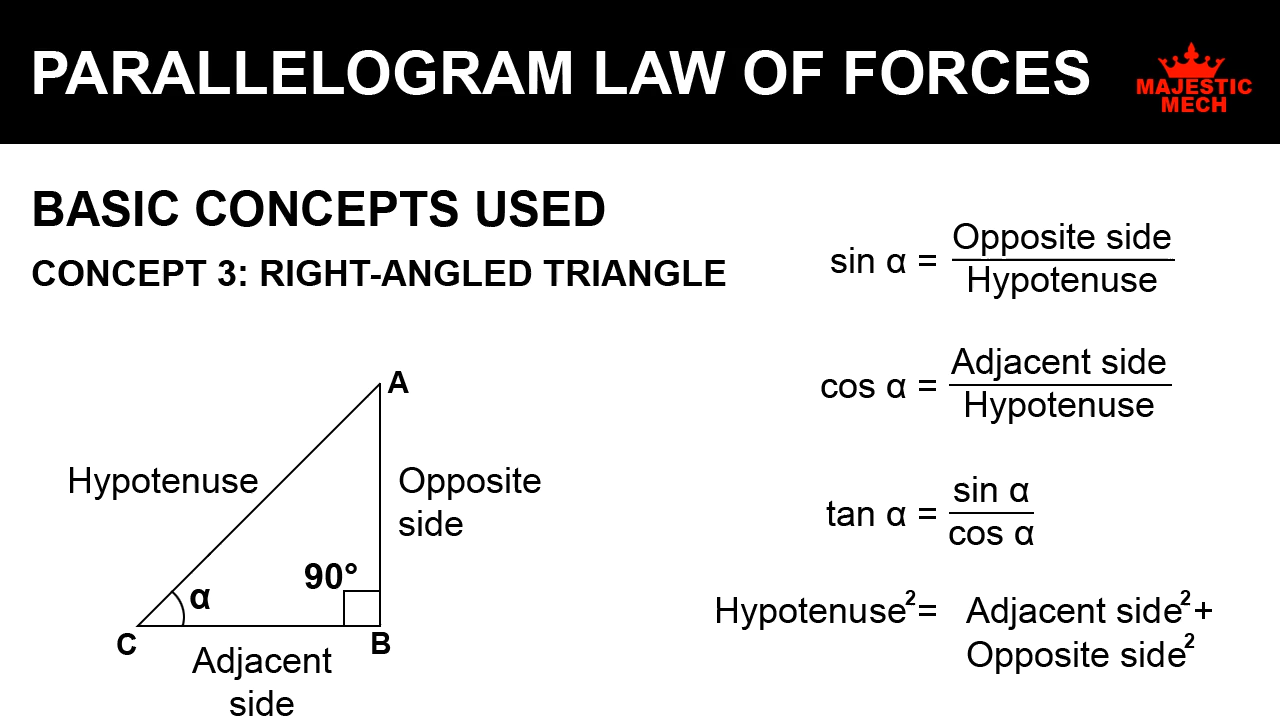 PARALLELOGRAM LAW OF FORCES
MAJESTIC
MECH
BASIC CONCEPTS USED
CONCEPT 3: RIGHT-ANGLED TRIANGLE
A
Hypotenuse
Opposite
side
90°
α
C
B
Adjacent
side
sin α = Opposite side
Hypotenuse
cos α = Adjacent side
Hypotenuse
tan α = sin α
cos α
Hypotenuse² = Adjacent side² +
Opposite side²